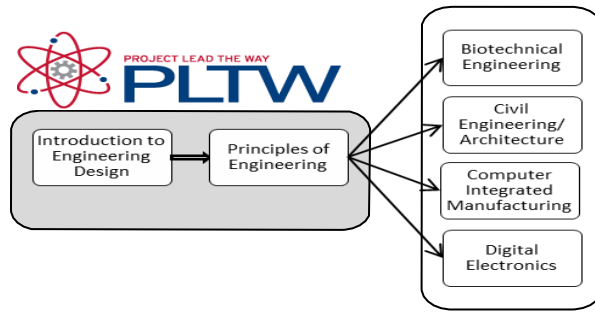 PROJECT LEAD THE WAY
PLTW
Introduction to
Engineering
Design
Principles of
Engineering
Biotechnical
Engineering
Civil
Engineering/
Architecture
Computer
Integrated
Manufacturing
Digital
Electronics